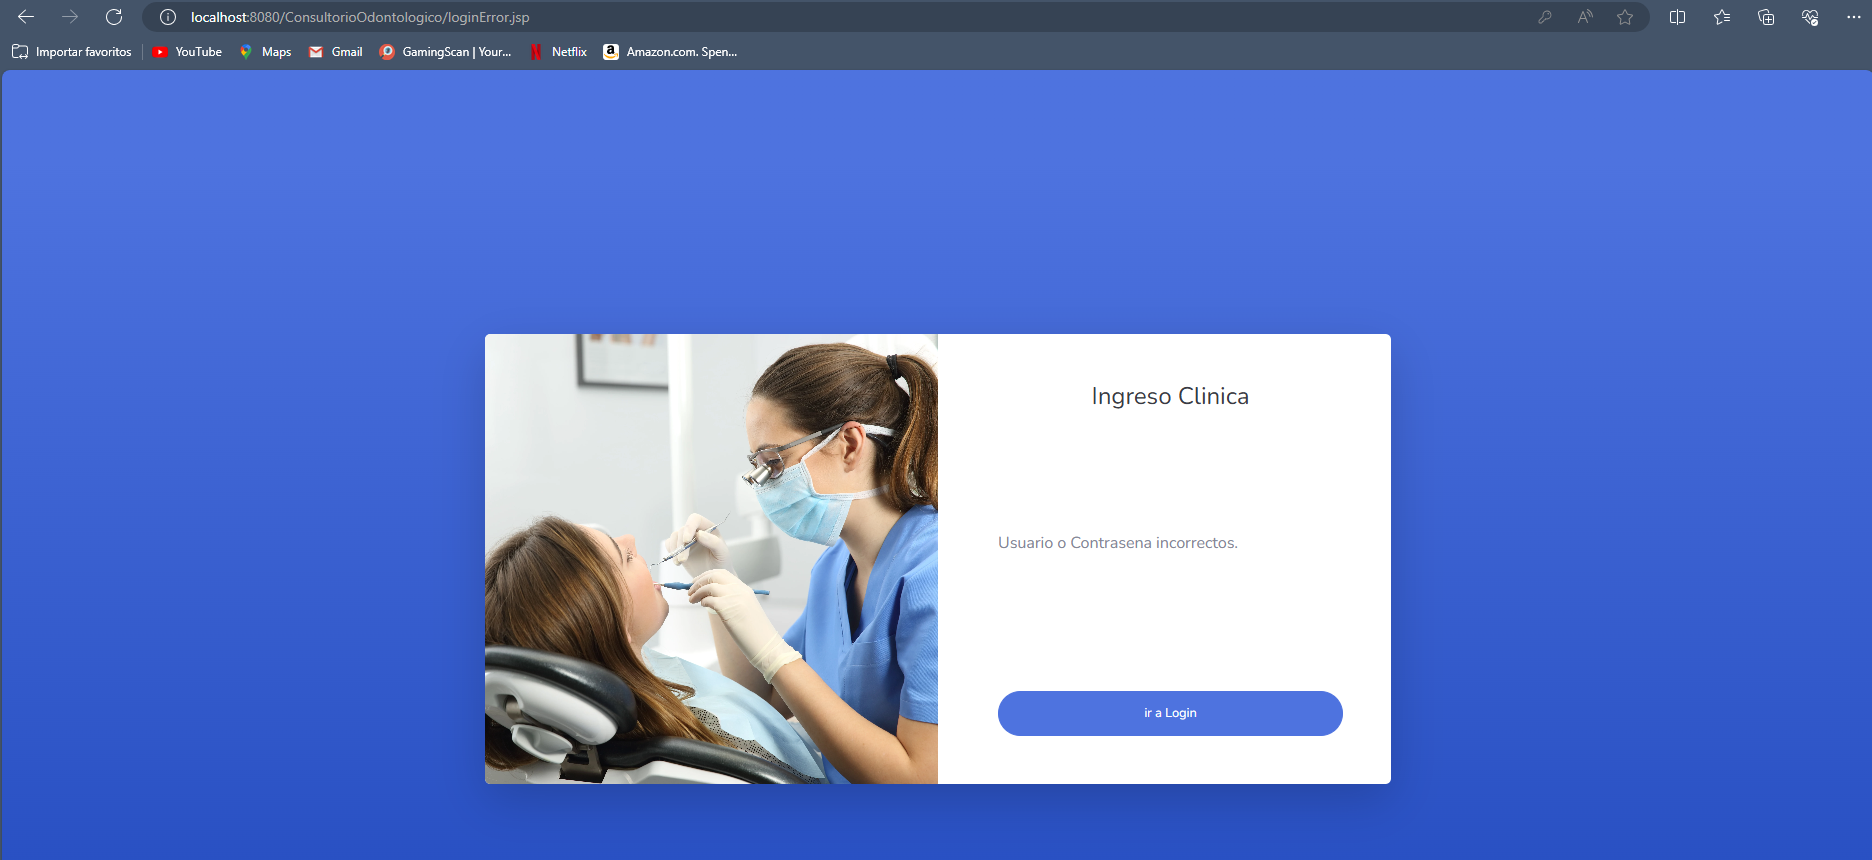 localhost:8080/ConsultorioOdontologico/loginError.jsp
Importar favoritos YouTube Maps Gmail GamingScan | Your... Netflix Amazon.com. Spen...
Ingreso Clinica
Usuario o Contrasena incorrectos.
ir a Login